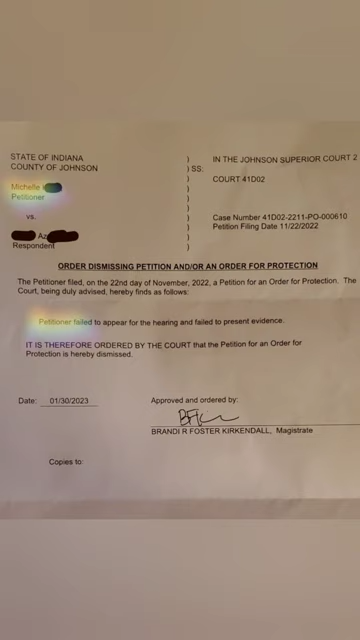 STATE OF INDIANA
COUNTY OF JOHNSON
)
) SS:
)
)
)
)
)
)
IN THE JOHNSON SUPERIOR COURT 2
COURT 41D02
Michelle
Petitioner
vs.
Az
Respondent
Case Number 41D02-2211-PO-000610
Petition Filing Date 11/22/2022
ORDER DISMISSING PETITION AND/OR AN ORDER FOR PROTECTION
The Petitioner filed, on the 22nd day of November, 2022, a Petition for an Order for Protection. The
Court, being duly advised, hereby finds as follows:
Petitioner failed to appear for the hearing and failed to present evidence.
IT IS THEREFORE ORDERED BY THE COURT that the Petition for an Order for
Protection is hereby dismissed.
Date: 01/30/2023
Approved and ordered by:
BRANDI R FOSTER KIRKENDALL, Magistrate
Copies to: